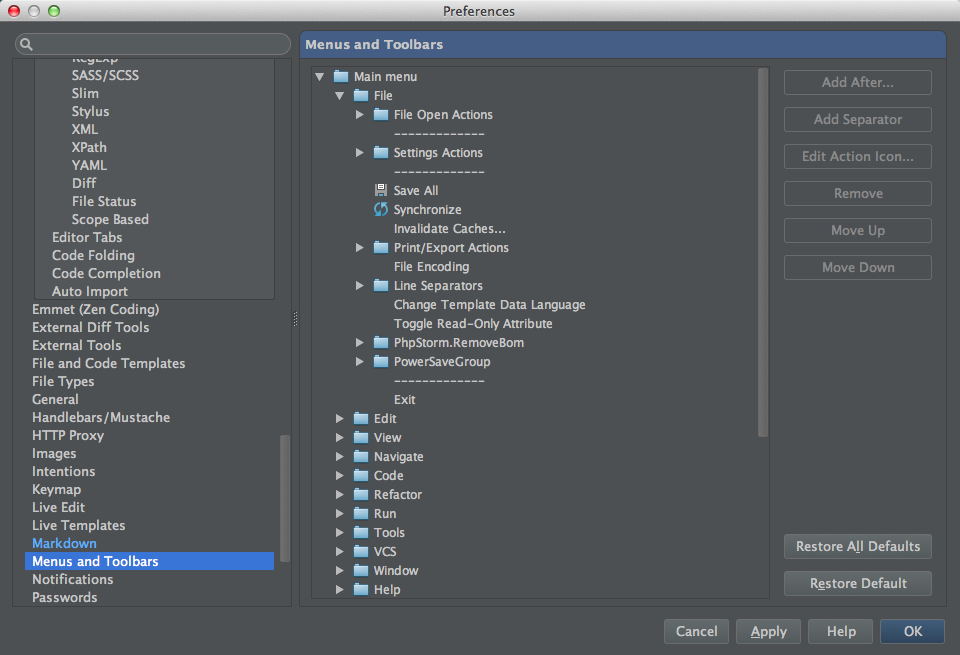 Preferences
SASS/SCSS
Slim
Stylus
XML
XPath
YAML
Diff
File Status
Scope Based
Editor Tabs
Code Folding
Code Completion
Auto Import
Emmet (Zen Coding)
External Diff Tools
External Tools
File and Code Templates
File Types
General
Handlebars/Mustache
HTTP Proxy
Images
Intentions
Keymap
Live Edit
Live Templates
Markdown
Menus and Toolbars
Notifications
Passwords
Menus and Toolbars
Main menu
File
File Open Actions
-------------
Settings Actions
-------------
Save All
Synchronize
Invalidate Caches...
Print/Export Actions
File Encoding
Line Separators
Change Template Data Language
Toggle Read-Only Attribute
PhpStorm.RemoveBom
PowerSaveGroup
-------------
Exit
Edit
View
Navigate
Code
Refactor
Run
Tools
VCS
Window
Help
Add After...
Add Separator
Edit Action Icon...
Remove
Move Up
Move Down
Restore All Defaults
Restore Default
Cancel
Apply
Help
OK